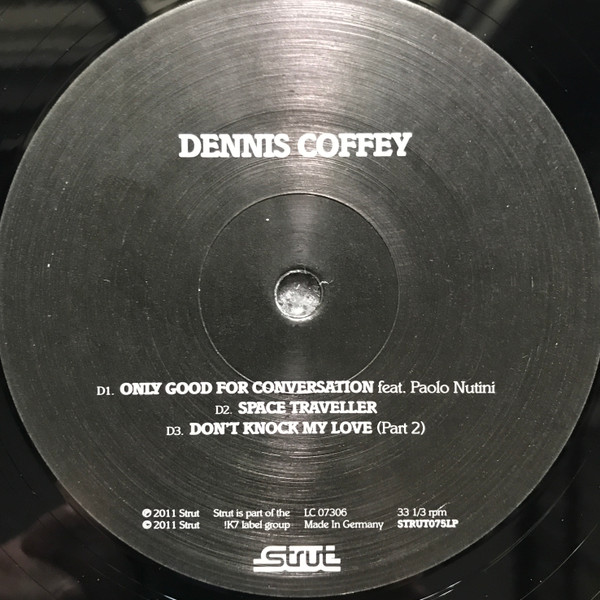 DENNIS COFFEY
D1. ONLY GOOD FOR CONVERSATION feat. Paolo Nutini
D2. SPACE TRAVELLER
D3. DON'T KNOCK MY LOVE (Part 2)
℗ 2011 Strut Strut is part of the LC 07306 33 1/3 rpm
© 2011 Strut !K7 label group Made In Germany STRUT075LP
Strut